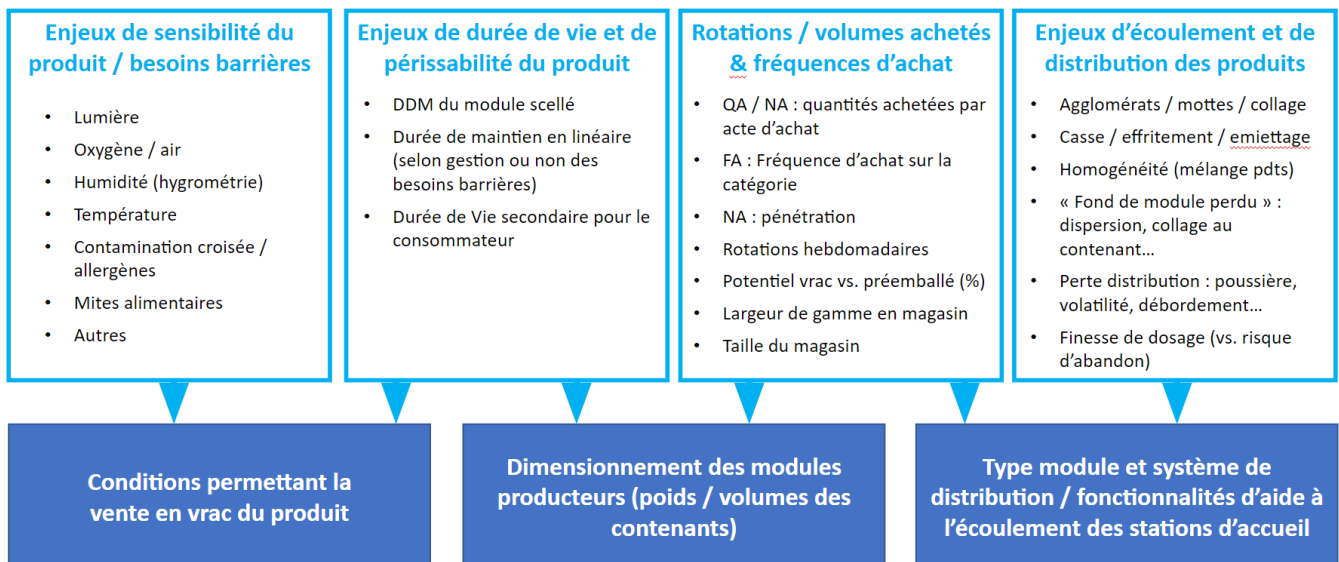 Enjeux de sensibilité du
produit / besoins barrières
• Lumière
• Oxygène / air
• Humidité (hygrométrie)
• Température
• Contamination croisée /
allergènes
• Mites alimentaires
• Autres
Enjeux de durée de vie et de
périssabilité du produit
• DDM du module scellé
• Durée de maintien en linéaire
(selon gestion ou non des
besoins barrières)
• Durée de Vie secondaire pour le
consommateur
Rotations / volumes achetés
& fréquences d’achat
• QA / NA : quantités achetées par
acte d’achat
• FA : Fréquence d’achat sur la
catégorie
• NA : pénétration
• Rotations hebdomadaires
• Potentiel vrac vs. préemballé (%)
• Largeur de gamme en magasin
• Taille du magasin
Enjeux d’écoulement et de
distribution des produits
• Agglomérats / mottes / collage
• Casse / effritement / emiettage
• Homogénéité (mélange pdts)
• « Fond de module perdu » :
dispersion, collage au
contenant…
• Perte distribution : poussière,
volatilité, débordement…
• Finesse de dosage (vs. risque
d’abandon)
Conditions permettant la
vente en vrac du produit
Dimensionnement des modules
producteurs (poids / volumes des
contenants)
Type module et système de
distribution / fonctionnalités d’aide à
l’écoulement des stations d’accueil